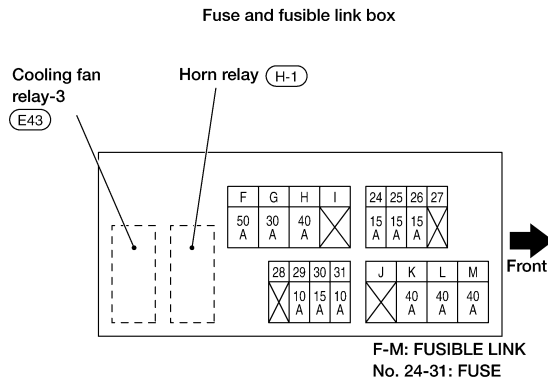 Fuse and fusible link box
Cooling fan
relay-3
E43
Horn relay H-1
F G H I 24 25 26 27
50 A 30 A 40 A 15 A 15 A 15 A
28 29 30 31 J K L M
10 A 15 A 10 A 40 A 40 A 40 A
Front
F-M: FUSIBLE LINK
No. 24-31: FUSE